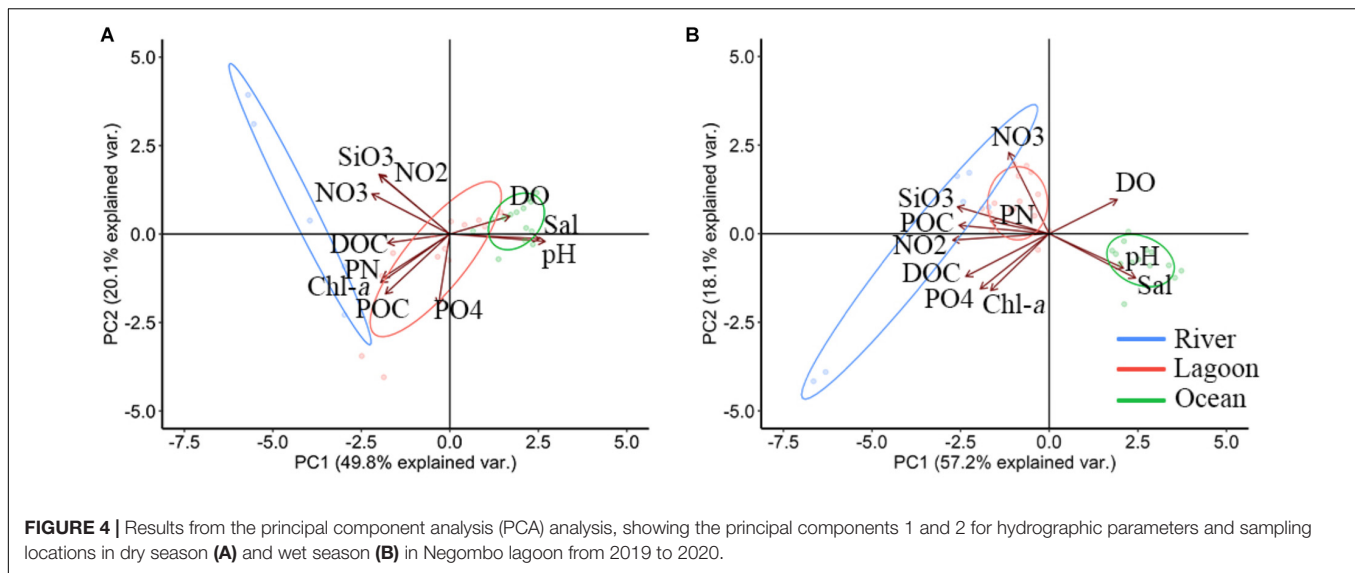 A
B
5.0
2.5
0.0
-2.5
-5.0
PC2 (20.1% explained var.)
SiO3
NO2
NO3
DO
Sal
DOC
pH
PN
Chl-a
POC
PO4
-7.5 -5.0 -2.5 0.0 2.5 5.0
PC1 (49.8% explained var.)
5.0
2.5
0.0
-2.5
-5.0
PC2 (18.1% explained var.)
NO3
DO
SiO3
PN
POC
NO2
pH
DOC
Sal
PO4
Chl-a
River
Lagoon
Ocean
-7.5 -5.0 -2.5 0.0 2.5 5.0
PC1 (57.2% explained var.)
FIGURE 4 | Results from the principal component analysis (PCA) analysis, showing the principal components 1 and 2 for hydrographic parameters and sampling
locations in dry season (A) and wet season (B) in Negombo lagoon from 2019 to 2020.